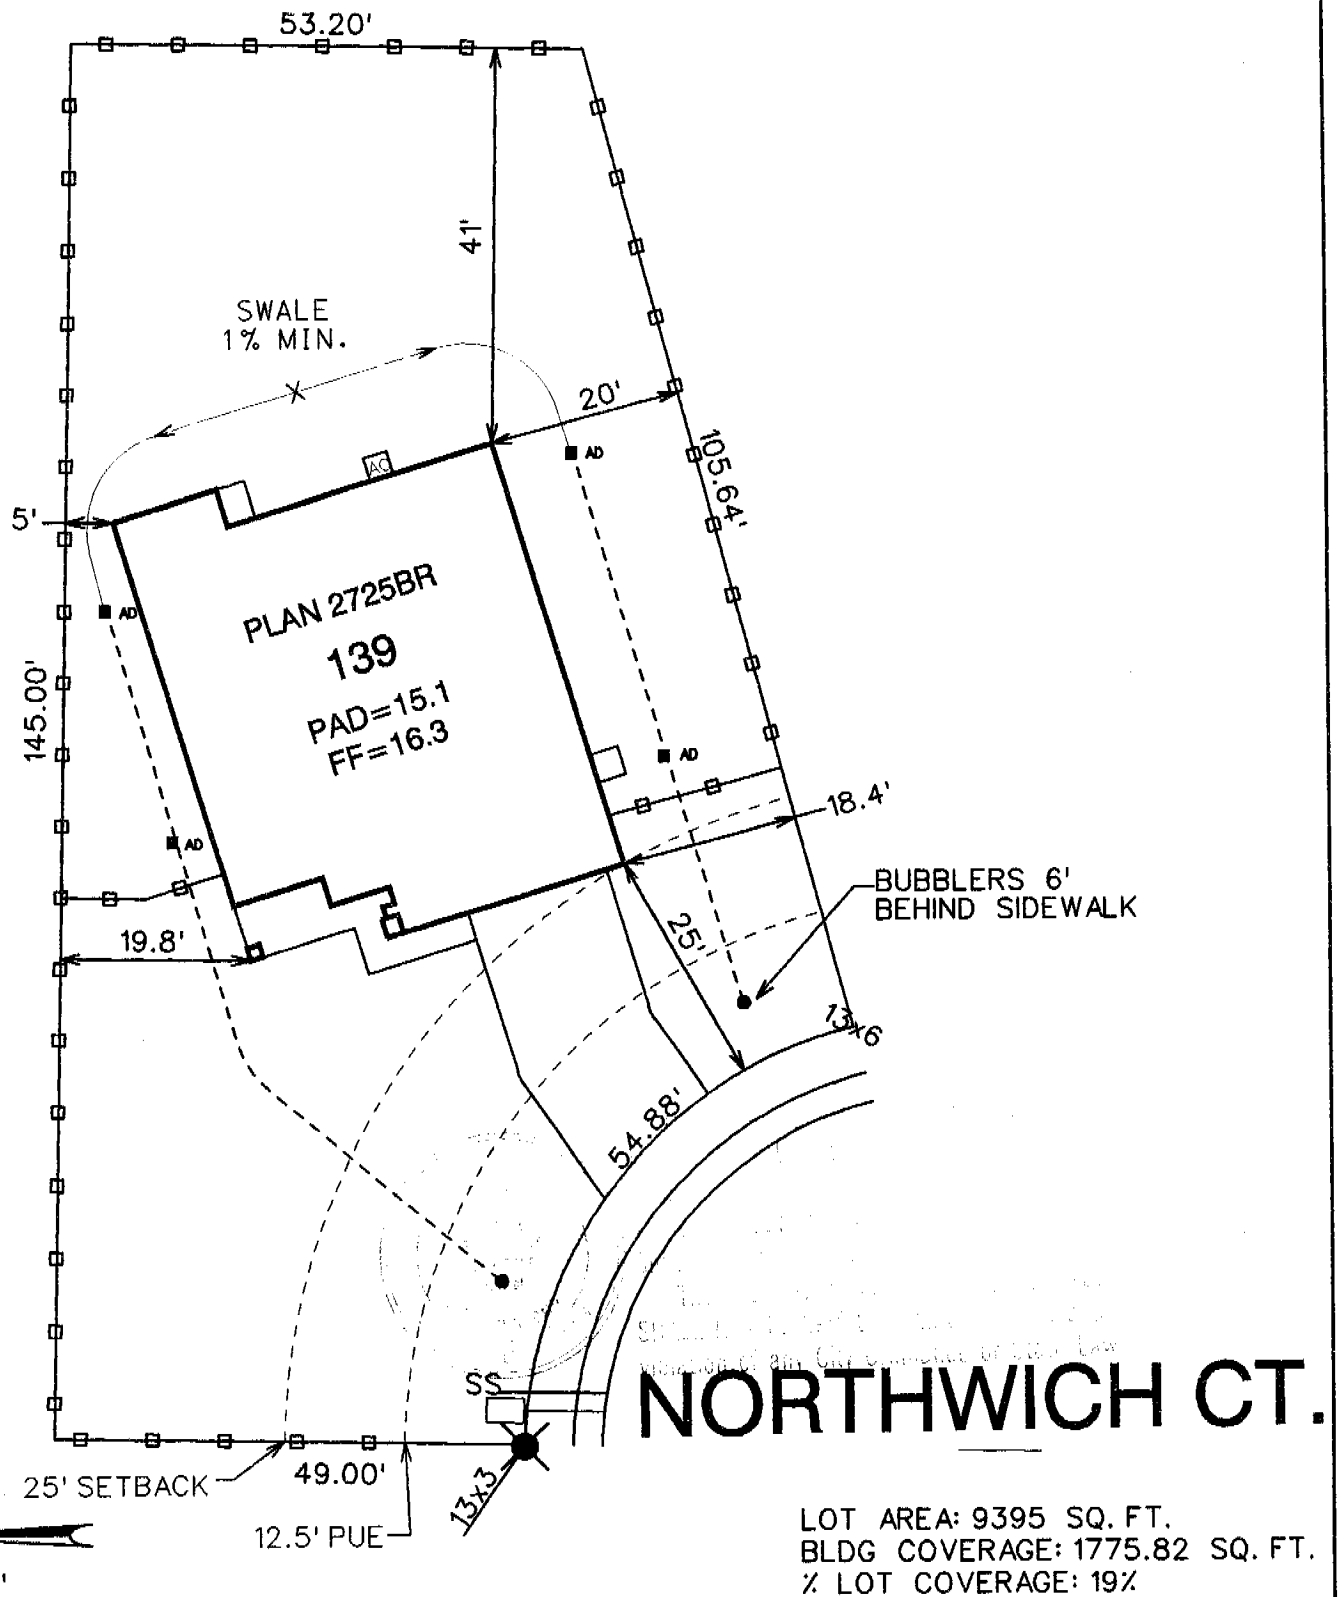 53.20'
41'
SWALE
1% MIN.
20'
AD
105.64'
AC
5'
AD
PLAN 2725BR
139
PAD=15.1
FF=16.3
145.00'
AD
AD
18.4'
BUBBLERS 6'
BEHIND SIDEWALK
19.8'
25'
13x6
54.88'
SS
NORTHWICH CT.
25' SETBACK
49.00'
13x3
12.5' PUE
LOT AREA: 9395 SQ. FT.
BLDG COVERAGE: 1775.82 SQ. FT.
% LOT COVERAGE: 19%